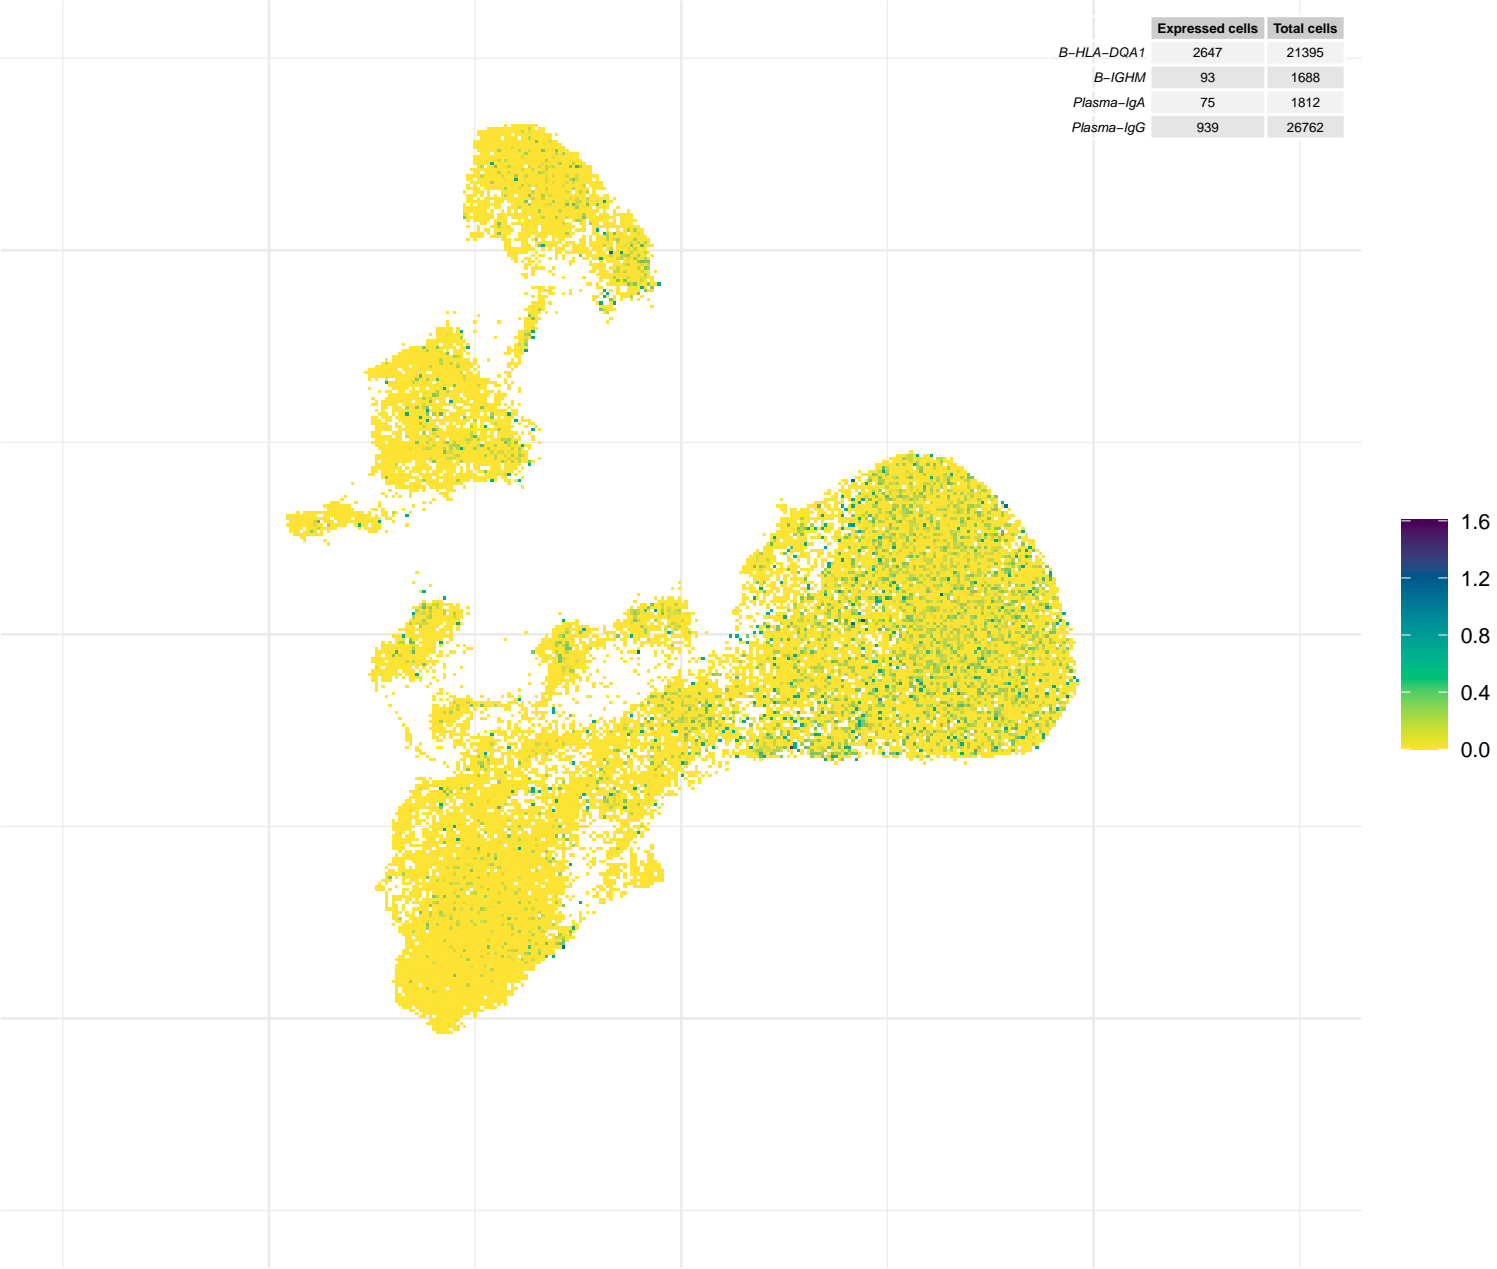 Expressed cells Total cells
B−HLA−DQA1 2647 21395
B−IGHM 93 1688
Plasma−IgA 75 1812
Plasma−IgG 939 26762
1.6
1.2
0.8
0.4
0.0